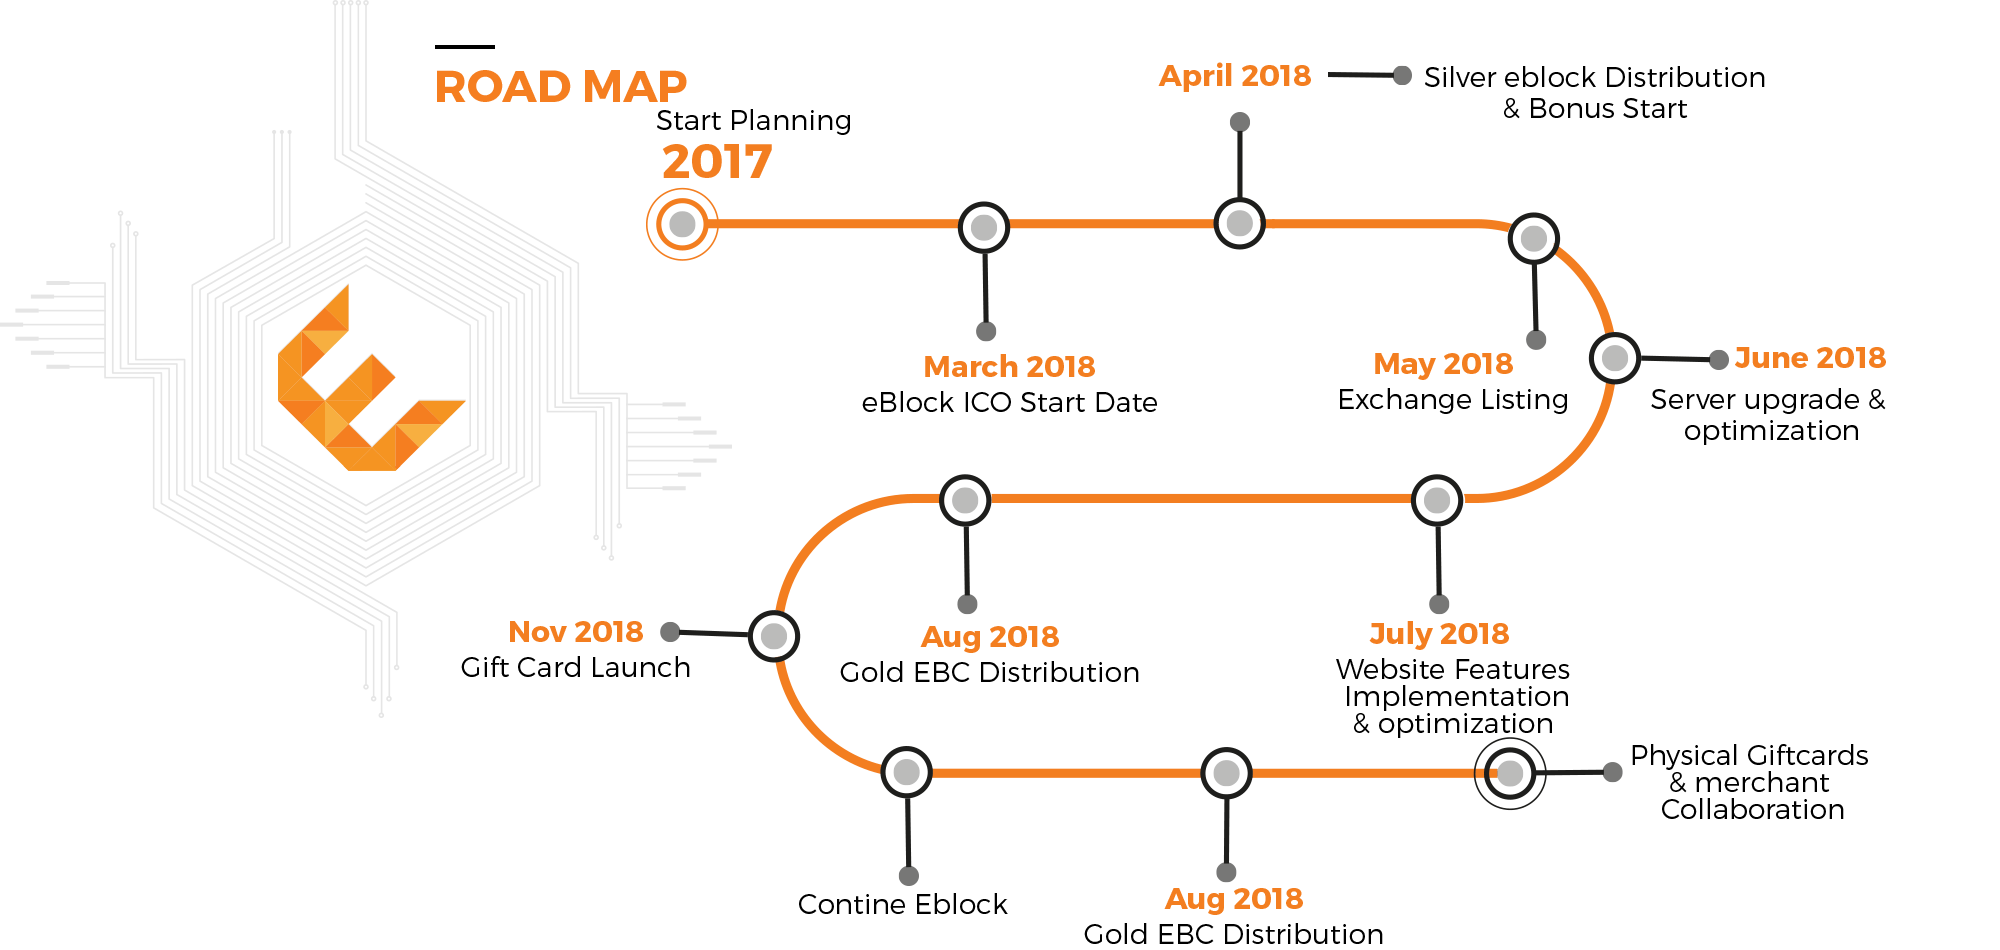 ROAD MAP
Start Planning
2017
April 2018
Silver eblock Distribution
& Bonus Start
March 2018
eBlock ICO Start Date
May 2018
Exchange Listing
June 2018
Server upgrade &
optimization
July 2018
Website Features
Implementation
& optimization
Aug 2018
Gold EBC Distribution
Nov 2018
Gift Card Launch
Contine Eblock
Aug 2018
Gold EBC Distribution
Physical Giftcards
& merchant
Collaboration